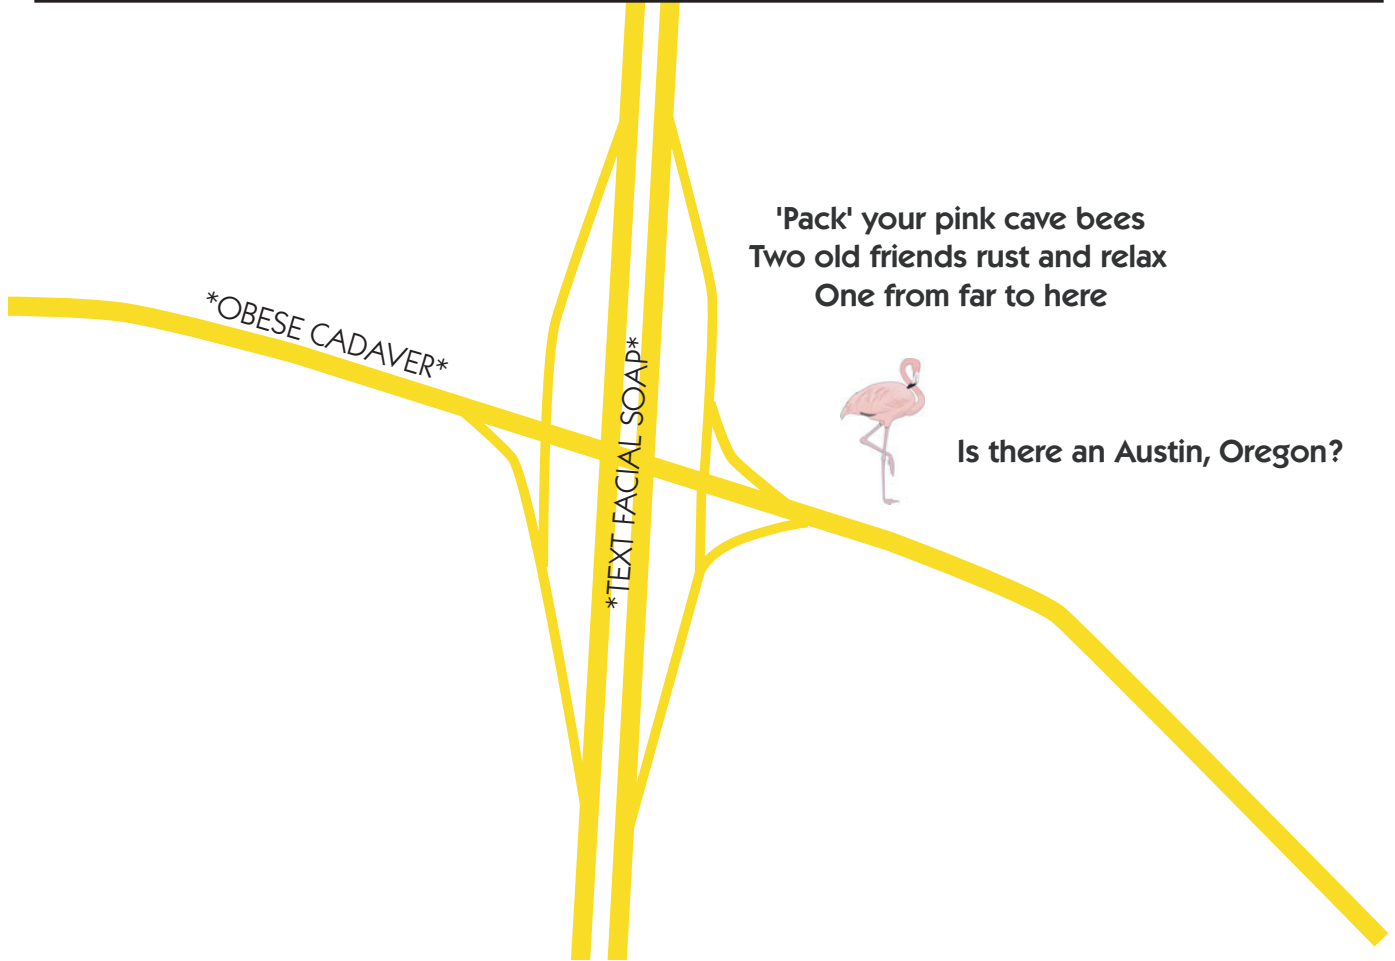 'Pack' your pink cave bees
Two old friends rust and relax
One from far to here
*OBESE CADAVER*
*TEXT FACIAL SOAP*
Is there an Austin, Oregon?